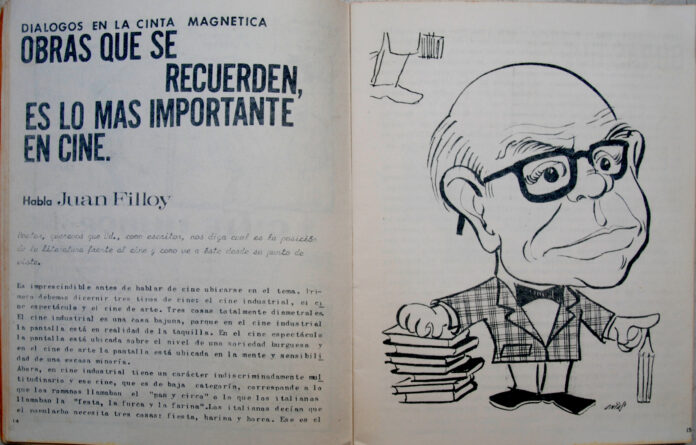 DIALOGOS EN LA CINTA MAGNETICA
OBRAS QUE SE
RECUERDEN,
ES LO MAS IMPORTANTE
EN CINE.
Habla Juan Filloy
queremos que Ud., como escritor, nos diga cual es la posición
de la literatura frente al cine y como ve a éste desde su punto de
vista.
Es imprescindible antes de hablar de cine ubicarse en el tema. Pri-
mero debemos dicernir tres tipos de cine: el cine industrial, el ci
ne espectáculo y el cine de arte. Tres cosas totalmente diametrales.
El cine industrial es una cosa bajuna, porque en el cine industrial
la pantalla está en realidad de la taquilla. En el cine espectáculo
la pantalla está ubicada sobre el nivel de una sociedad burguesa y
en el cine de arte la pantalla está ubicada en la mente y sensibili
dad de una escasa minoría.
Ahora, en cine industrial tiene un carácter indiscriminadamente mul
titudinario y ese cine, que es de baja categoría, corresponde a lo
que los romanos llamaban el "pan y circo" o lo que los italianos
llamaban la "festa, la forca y la farina". Los italianos decían que
el populacho necesita tres cosas: fiesta, harina y horca. Ese es el
14
15